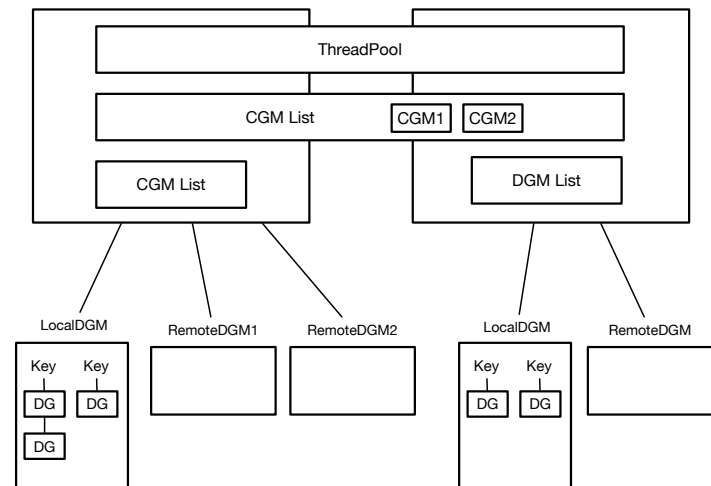 ThreadPool
CGM List CGM1 CGM2
CGM List DGM List
LocalDGM RemoteDGM1 RemoteDGM2 LocalDGM RemoteDGM
Key Key Key Key
DG DG DG DG
DG